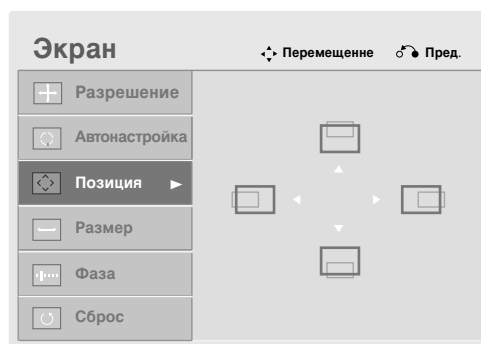 Экран
Перемещенне
Пред.
Разрешение
Автонастройка
Позиция
Размер
Фаза
Сброс